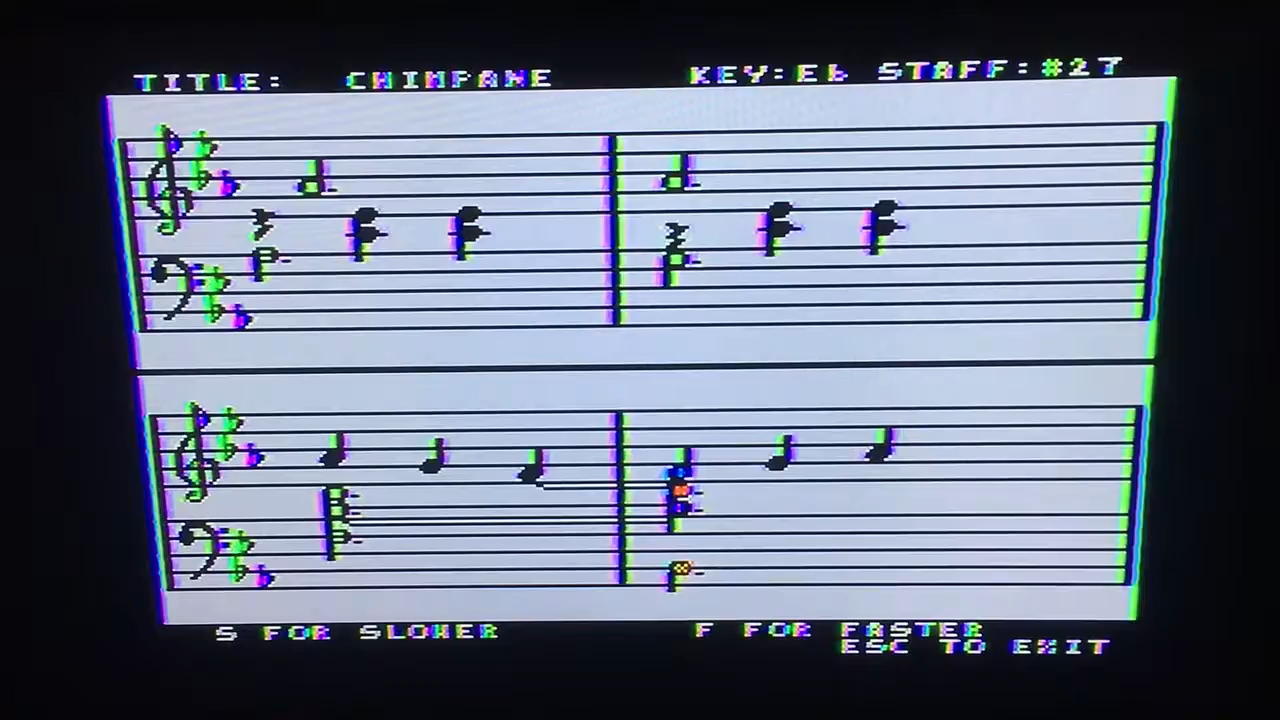 TITLE: CHIMPANE KEY:Eb STAFF:#27
S FOR SLOWER F FOR FASTER
ESC TO EXIT